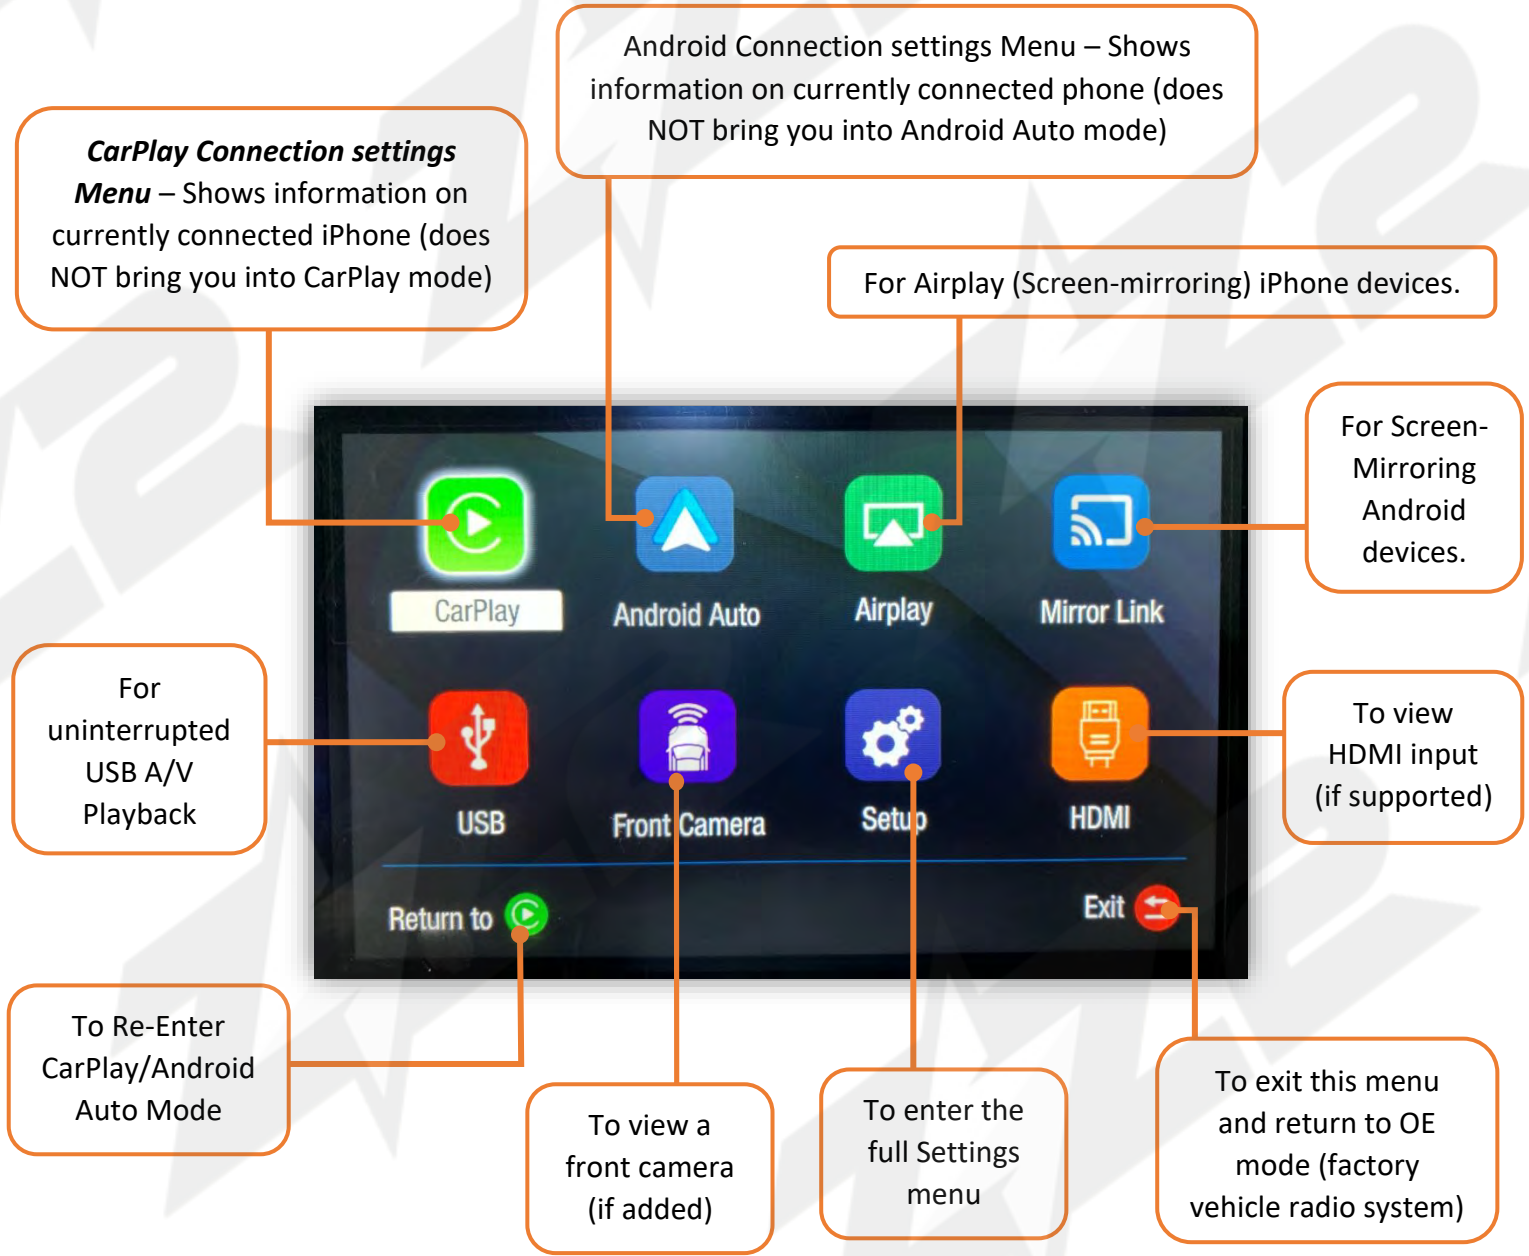 Android Connection settings Menu – Shows
information on currently connected phone (does
NOT bring you into Android Auto mode)
CarPlay Connection settings
Menu – Shows information on
currently connected iPhone (does
NOT bring you into CarPlay mode)
For Airplay (Screen-mirroring) iPhone devices.
For Screen-
Mirroring
Android
devices.
CarPlay
Android Auto
Airplay
Mirror Link
For
uninterrupted
USB A/V
Playback
To view
HDMI input
(if supported)
USB
Front Camera
Setup
HDMI
Return to
Exit
To Re-Enter
CarPlay/Android
Auto Mode
To view a
front camera
(if added)
To enter the
full Settings
menu
To exit this menu
and return to OE
mode (factory
vehicle radio system)